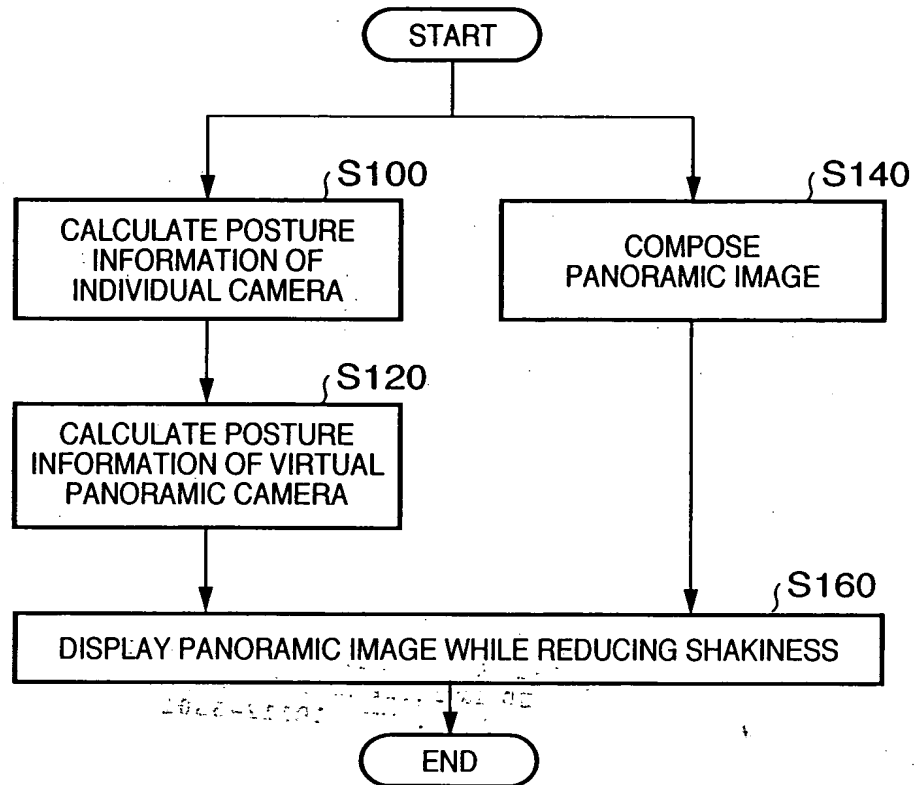 START
S100
CALCULATE POSTURE
INFORMATION OF
INDIVIDUAL CAMERA
S140
COMPOSE
PANORAMIC IMAGE
S120
CALCULATE POSTURE
INFORMATION OF VIRTUAL
PANORAMIC CAMERA
S160
DISPLAY PANORAMIC IMAGE WHILE REDUCING SHAKINESS
END